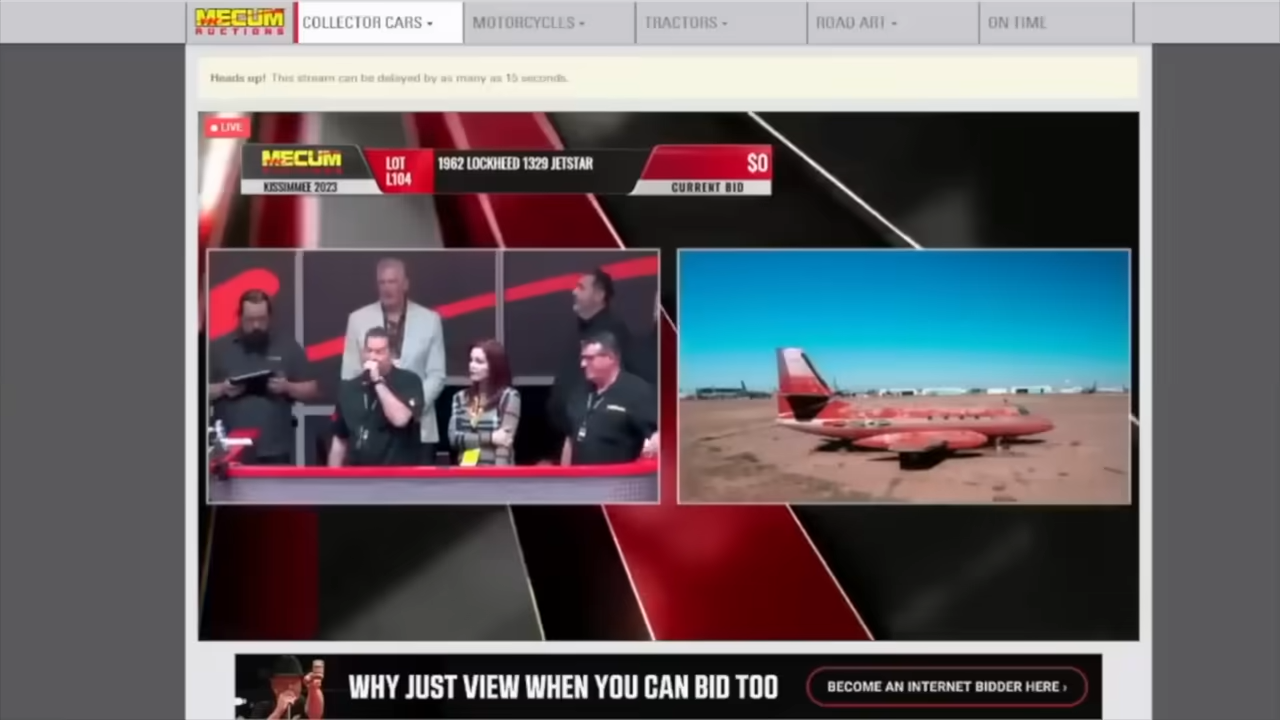 MECUM
AUCTIONS
COLLECTOR CARS
MOTORCYCLES
TRACTORS
ROAD ART
ON TIME
Heads up! This stream can be delayed by as many as 15 seconds.
LIVE
MECUM
KISSIMMEE 2023
LOT
L104
1962 LOCKHEED 1329 JETSTAR
$0
CURRENT BID
WHY JUST VIEW WHEN YOU CAN BID TOO
BECOME AN INTERNET BIDDER HERE ›